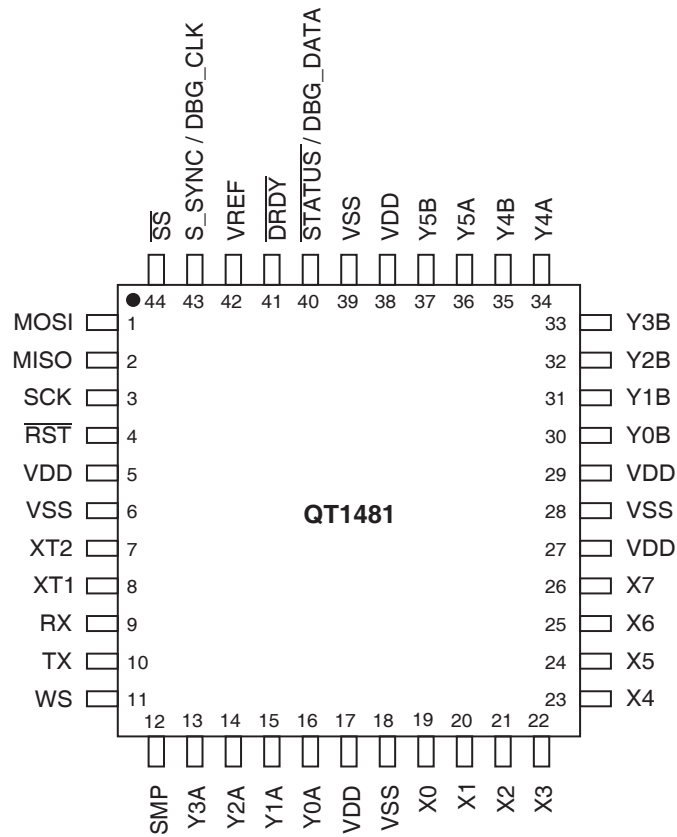 SS
S_SYNC / DBG_CLK
VREF
DRDY
STATUS / DBG_DATA
VSS
VDD
Y5B
Y5A
Y4B
Y4A
44 43 42 41 40 39 38 37 36 35 34
MOSI 1
MISO 2
SCK 3
RST 4
VDD 5
VSS 6
XT2 7
XT1 8
RX 9
TX 10
WS 11
QT1481
33 Y3B
32 Y2B
31 Y1B
30 Y0B
29 VDD
28 VSS
27 VDD
26 X7
25 X6
24 X5
23 X4
12 13 14 15 16 17 18 19 20 21 22
SMP
Y3A
Y2A
Y1A
Y0A
VDD
VSS
X0
X1
X2
X3